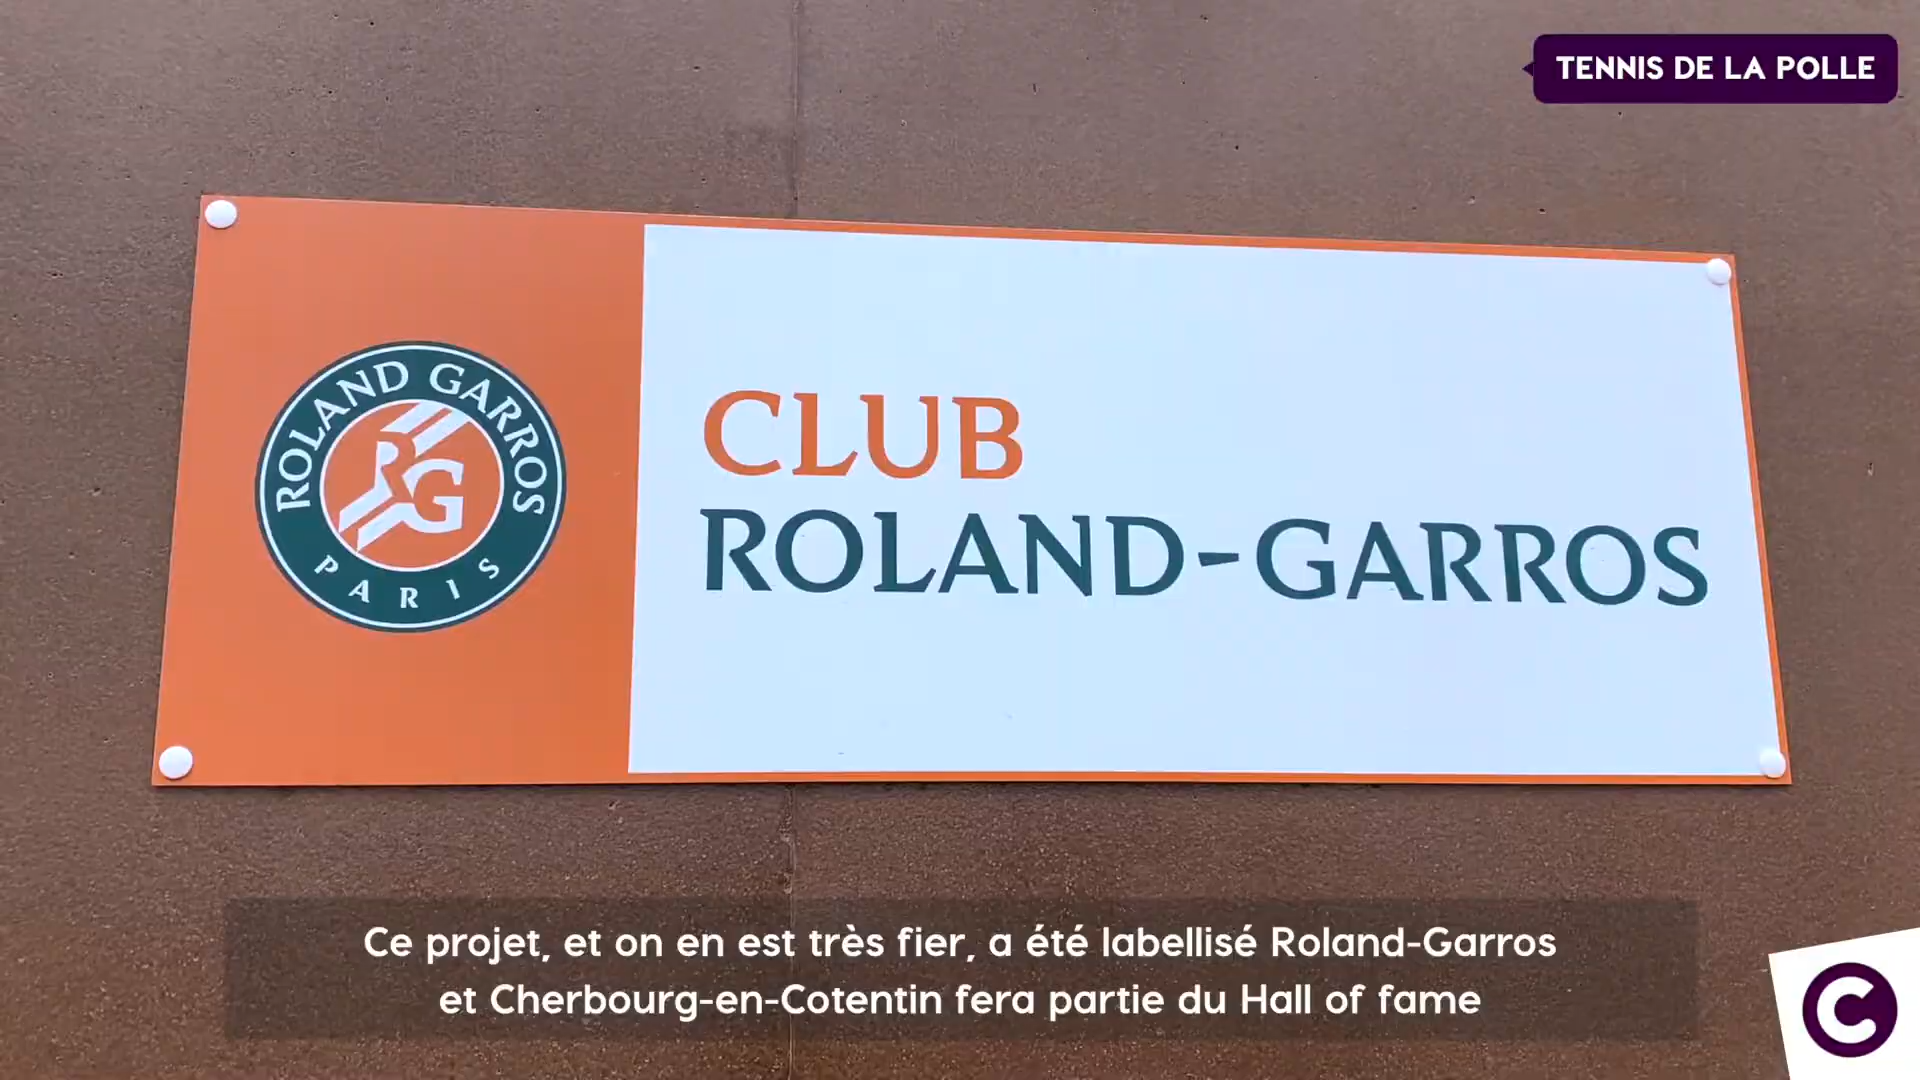 TENNIS DE LA POLLE
ROLAND GARROS
RG
PARIS
CLUB
ROLAND-GARROS
Ce projet, et on en est très fier, a été labellisé Roland-Garros
et Cherbourg-en-Cotentin fera partie du Hall of fame
C